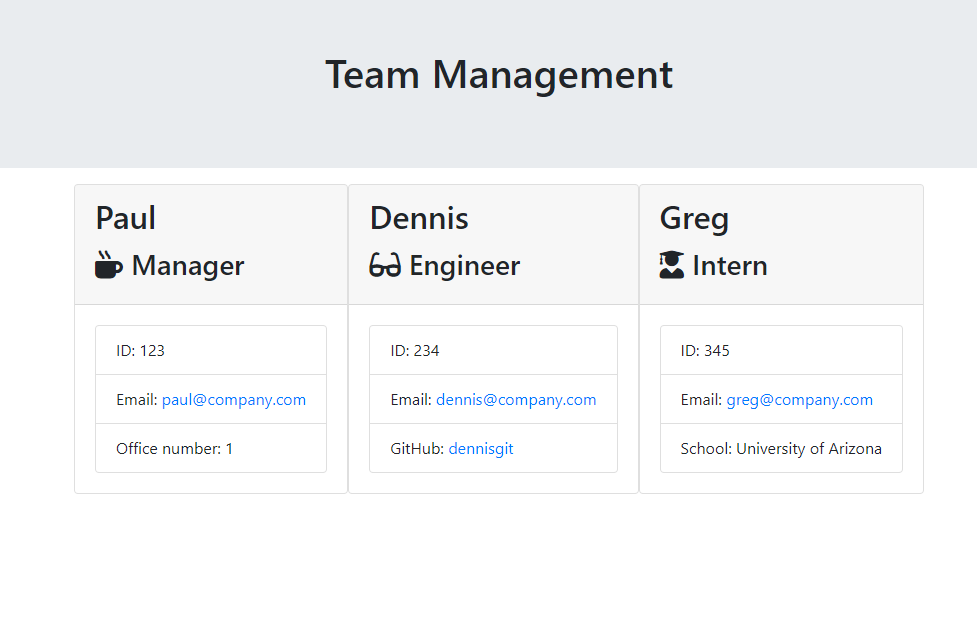 Team Management
Paul
Manager
ID: 123
Email: paul@company.com
Office number: 1
Dennis
Engineer
ID: 234
Email: dennis@company.com
GitHub: dennisgit
Greg
Intern
ID: 345
Email: greg@company.com
School: University of Arizona